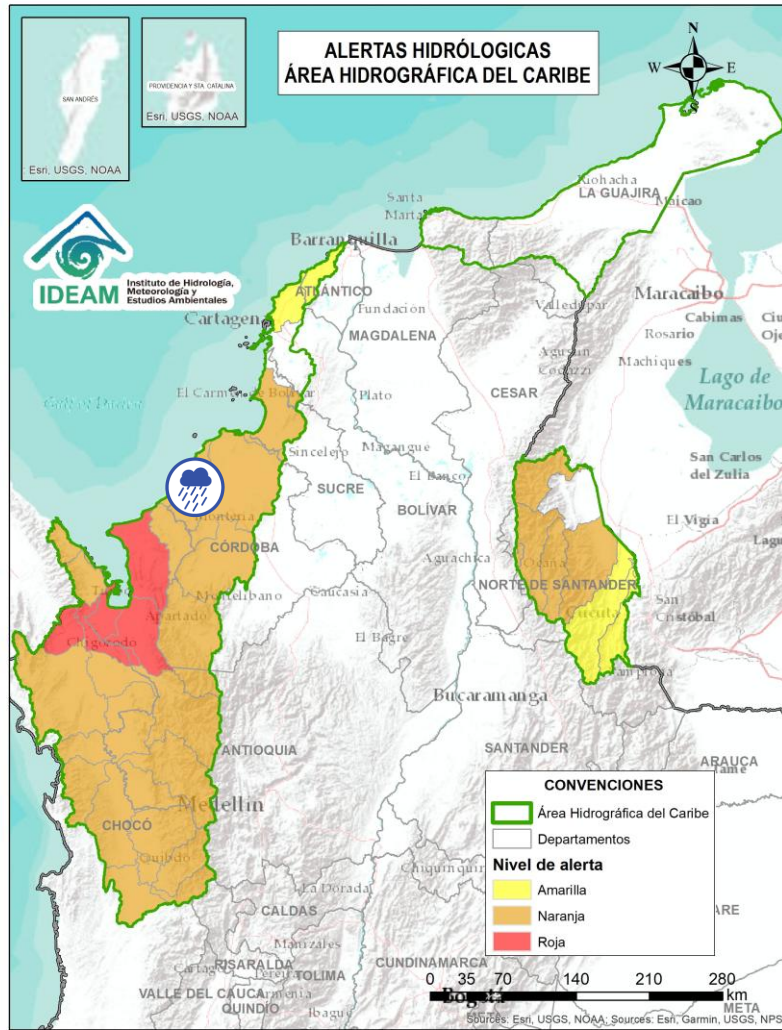 ALERTAS HIDRÓLOGICAS
ÁREA HIDROGRÁFICA DEL CARIBE
N
W
E
S
SAN ANDRÉS
PROVIDENCIA Y STA. CATALINA
Esri, USGS, NOAA
: Esri, USGS, NOAA
IDEAM
Instituto de Hidrología,
Meteorología y
Estudios Ambientales
Riohacha
LA GUAJIRA
Maicao
Santa
Marta
Barranquilla
ATLÁNTICO
Cartagen
Fundación
MAGDALENA
Valledupar
Maracaibo
Cabimas
Rosario
Machiques
Agustín
Codazzi
CESAR
Lago de
Maracaibo
El Carmen de Bolívar
Plato
Sincelejo
Magangue
San Carlos
del Zulia
SUCRE
El Banco
BOLÍVAR
Montería
El Vigía
CÓRDOBA
Aguachica
Ocaña
NORTE DE SANTANDER
Montelíbano
Caucasia
Cúcuta
San
Cristóbal
Apartadó
Chigorodo
El Bagre
Bucaramanga
ANTIOQUIA
SANTANDER
ARAUCA
Medellín
CHOCÓ
Quibdó
La Dorada
CALDAS
Manizales
RISARALDA
TOLIMA
CUNDINAMARCA
VALLE DEL CAUCA
QUINDÍO
Ibagué
Bogotá
META
META
CONVENCIONES
Área Hidrográfica del Caribe
Departamentos
Nivel de alerta
Amarilla
Naranja
Roja
0 35 70 140 210 280
km
Sources: Esri, USGS, NOAA; Sources: Esri, Garmin, USGS, NPS